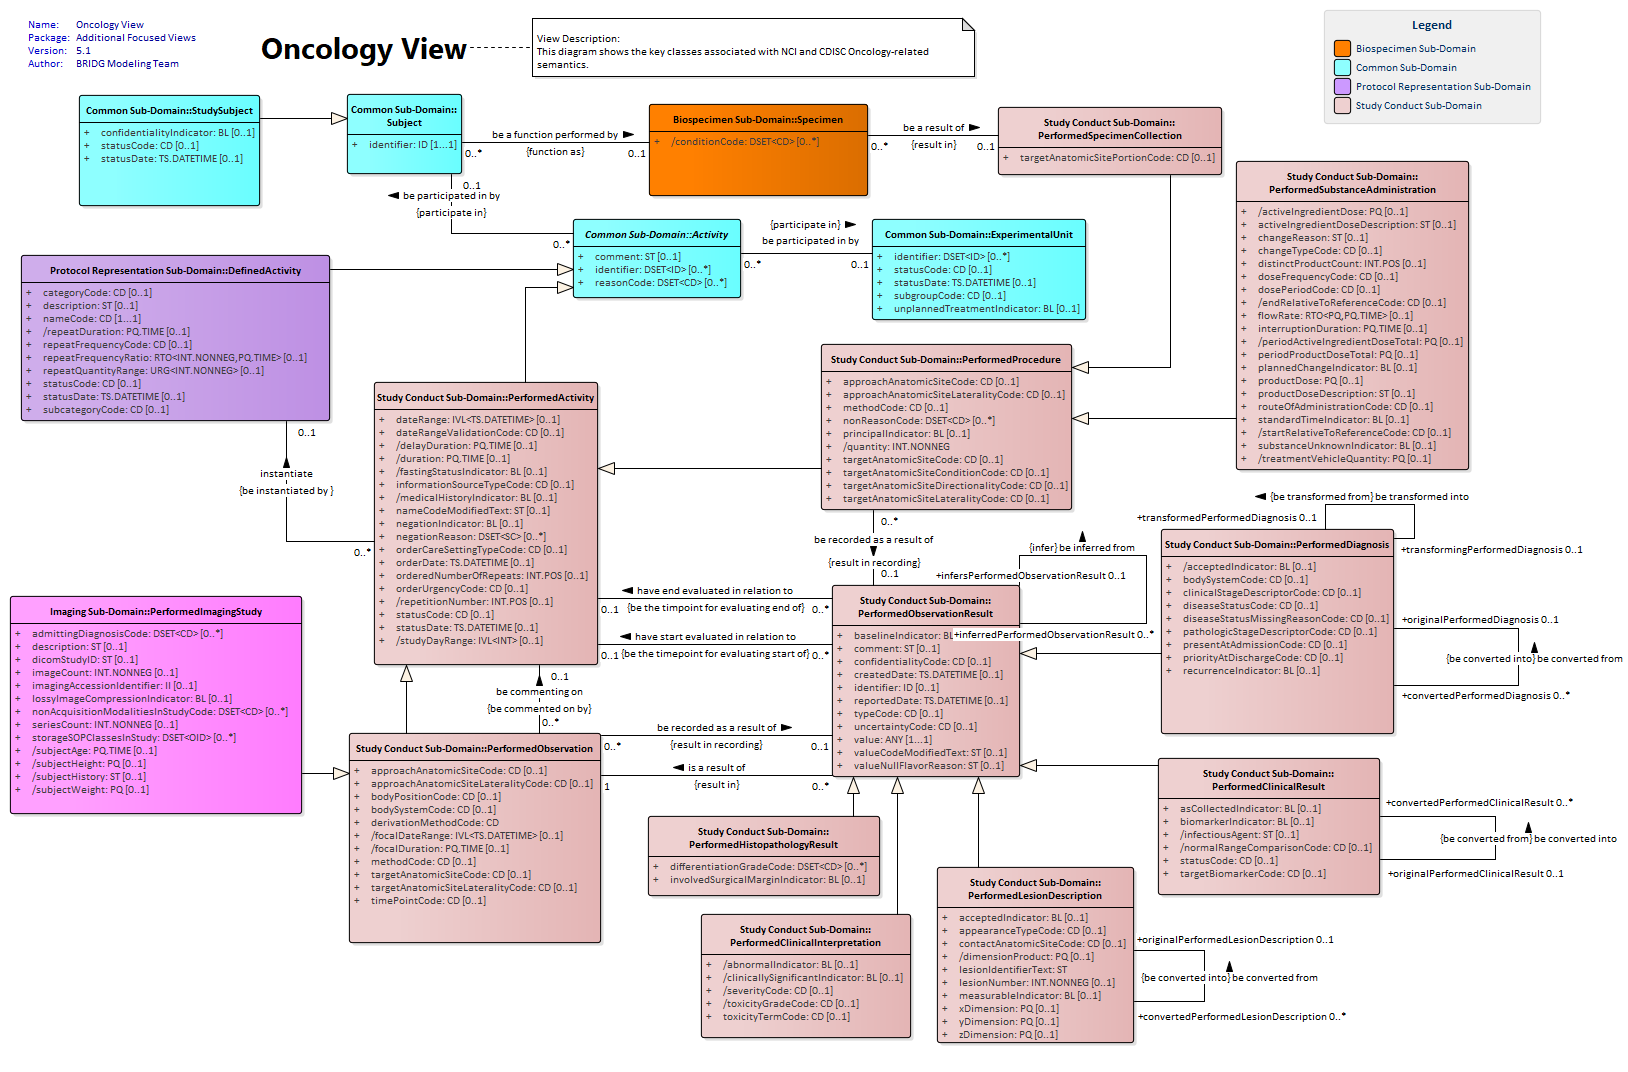 Name: Oncology View
Package: Additional Focused Views
Version: 5.1
Author: BRIDG Modeling Team
Oncology View
View Description:
This diagram shows the key classes associated with NCI and CDISC Oncology-related
semantics.
Legend
Biospecimen Sub-Domain
Common Sub-Domain
Protocol Representation Sub-Domain
Study Conduct Sub-Domain
Common Sub-Domain::StudySubject
+ confidentialityIndicator: BL [0..1]
+ statusCode: CD [0..1]
+ statusDate: TS.DATETIME [0..1]
Common Sub-Domain::
Subject
+ identifier: ID [1...1]
be a function performed by
{function as}
0..*
0..1
Biospecimen Sub-Domain::Specimen
+ /conditionCode: DSET<CD> [0..*]
be a result of
{result in}
0..*
0..1
Study Conduct Sub-Domain::
PerformedSpecimenCollection
+ targetAnatomicSitePortionCode: CD [0..1]
0..1
be participated in by
{participate in}
0..*
Common Sub-Domain::Activity
+ comment: ST [0..1]
+ identifier: DSET<ID> [0..*]
+ reasonCode: DSET<CD> [0..*]
{participate in}
be participated in by
0..*
0..1
Common Sub-Domain::ExperimentalUnit
+ identifier: DSET<ID> [0..*]
+ statusCode: CD [0..1]
+ statusDate: TS.DATETIME [0..1]
+ subgroupCode: CD [0..1]
+ unplannedTreatmentIndicator: BL [0..1]
Study Conduct Sub-Domain::
PerformedSubstanceAdministration
+ /activeIngredientDose: PQ [0..1]
+ activeIngredientDoseDescription: ST [0..1]
+ changeReason: ST [0..1]
+ changeTypeCode: CD [0..1]
+ distinctProductCount: INT.POS [0..1]
+ doseFrequencyCode: CD [0..1]
+ dosePeriodCode: CD [0..1]
+ /endRelativeToReferenceCode: CD [0..1]
+ flowRate: RTO<PQ,PQ.TIME> [0..1]
+ interruptionDuration: PQ.TIME [0..1]
+ /periodActiveIngredientDoseTotal: PQ [0..1]
+ periodProductDoseTotal: PQ [0..1]
+ plannedChangeIndicator: BL [0..1]
+ productDose: PQ [0..1]
+ productDoseDescription: ST [0..1]
+ routeOfAdministrationCode: CD [0..1]
+ standardTimeIndicator: BL [0..1]
+ /startRelativeToReferenceCode: CD [0..1]
+ substanceUnknownIndicator: BL [0..1]
+ /treatmentVehicleQuantity: PQ [0..1]
Protocol Representation Sub-Domain::DefinedActivity
+ categoryCode: CD [0..1]
+ description: ST [0..1]
+ nameCode: CD [1...1]
+ /repeatDuration: PQ.TIME [0..1]
+ repeatFrequencyCode: CD [0..1]
+ repeatFrequencyRatio: RTO<INT.NONNEG,PQ.TIME> [0..1]
+ repeatQuantityRange: URG<INT.NONNEG> [0..1]
+ statusCode: CD [0..1]
+ statusDate: TS.DATETIME [0..1]
+ subcategoryCode: CD [0..1]
0..1
instantiate
{be instantiated by }
0..*
Study Conduct Sub-Domain::PerformedActivity
+ dateRange: IVL<TS.DATETIME> [0..1]
+ dateRangeValidationCode: CD [0..1]
+ /delayDuration: PQ.TIME [0..1]
+ /duration: PQ.TIME [0..1]
+ /fastingStatusIndicator: BL [0..1]
+ informationSourceTypeCode: CD [0..1]
+ /medicalHistoryIndicator: BL [0..1]
+ nameCodeModifiedText: ST [0..1]
+ negationIndicator: BL [0..1]
+ negationReason: DSET<SC> [0..*]
+ orderCareSettingTypeCode: CD [0..1]
+ orderDate: TS.DATETIME [0..1]
+ orderedNumberOfRepeats: INT.POS [0..1]
+ orderUrgencyCode: CD [0..1]
+ /repetitionNumber: INT.POS [0..1]
+ statusCode: CD [0..1]
+ statusDate: TS.DATETIME [0..1]
+ /studyDayRange: IVL<INT> [0..1]
Study Conduct Sub-Domain::PerformedProcedure
+ approachAnatomicSiteCode: CD [0..1]
+ approachAnatomicSiteLateralityCode: CD [0..1]
+ methodCode: CD [0..1]
+ nonReasonCode: DSET<CD> [0..*]
+ principalIndicator: BL [0..1]
+ /quantity: INT.NONNEG
+ targetAnatomicSiteCode: CD [0..1]
+ targetAnatomicSiteConditionCode: CD [0..1]
+ targetAnatomicSiteDirectionalityCode: CD [0..1]
+ targetAnatomicSiteLateralityCode: CD [0..1]
0..*
be recorded as a result of
{result in recording}
0..1
{infer} be inferred from
+infersPerformedObservationResult 0..1
+inferredPerformedObservationResult 0..*
have end evaluated in relation to
0..1 {be the timpoint for evaluating end of} 0..*
have start evaluated in relation to
0..1 {be the timepoint for evaluating start of} 0..*
Study Conduct Sub-Domain::
PerformedObservationResult
+ baselineIndicator: BL
+ comment: ST [0..1]
+ confidentialityCode: CD [0..1]
+ createdDate: TS.DATETIME [0..1]
+ identifier: ID [0..1]
+ reportedDate: TS.DATETIME [0..1]
+ typeCode: CD [0..1]
+ uncertaintyCode: CD [0..1]
+ value: ANY [1...1]
+ valueCodeModifiedText: ST [0..1]
+ valueNullFlavorReason: ST [0..1]
{be transformed from} be transformed into
+transformedPerformedDiagnosis 0..1
+transformingPerformedDiagnosis 0..1
Study Conduct Sub-Domain::PerformedDiagnosis
+ /acceptedIndicator: BL [0..1]
+ bodySystemCode: CD [0..1]
+ clinicalStageDescriptorCode: CD [0..1]
+ diseaseStatusCode: CD [0..1]
+ diseaseStatusMissingReasonCode: CD [0..1]
+ pathologicStageDescriptorCode: CD [0..1]
+ presentAtAdmissionCode: CD [0..1]
+ priorityAtDischargeCode: CD [0..1]
+ recurrenceIndicator: BL [0..1]
+originalPerformedDiagnosis 0..1
{be converted into} be converted from
+convertedPerformedDiagnosis 0..*
Imaging Sub-Domain::PerformedImagingStudy
+ admittingDiagnosisCode: DSET<CD> [0..*]
+ description: ST [0..1]
+ dicomStudyID: ST [0..1]
+ imageCount: INT.NONNEG [0..1]
+ imagingAccessionIdentifier: II [0..1]
+ lossyImageCompressionIndicator: BL [0..1]
+ nonAcquisitionModalitiesInStudyCode: DSET<CD> [0..*]
+ seriesCount: INT.NONNEG [0..1]
+ storageSOPClassesInStudy: DSET<OID> [0..*]
+ /subjectAge: PQ.TIME [0..1]
+ /subjectHeight: PQ [0..1]
+ /subjectHistory: ST [0..1]
+ /subjectWeight: PQ [0..1]
0..1
be commenting on
{be commented on by}
0..*
Study Conduct Sub-Domain::PerformedObservation
+ approachAnatomicSiteCode: CD [0..1]
+ approachAnatomicSiteLateralityCode: CD [0..1]
+ bodyPositionCode: CD [0..1]
+ bodySystemCode: CD [0..1]
+ derivationMethodCode: CD
+ /focalDateRange: IVL<TS.DATETIME> [0..1]
+ /focalDuration: PQ.TIME [0..1]
+ methodCode: CD [0..1]
+ targetAnatomicSiteCode: CD [0..1]
+ targetAnatomicSiteLateralityCode: CD [0..1]
+ timePointCode: CD [0..1]
be recorded as a result of
0..* {result in recording} 0..1
is a result of
1 {result in} 0..*
Study Conduct Sub-Domain::
PerformedHistopathologyResult
+ differentiationGradeCode: DSET<CD> [0..*]
+ involvedSurgicalMarginIndicator: BL [0..1]
Study Conduct Sub-Domain::
PerformedClinicalInterpretation
+ /abnormalIndicator: BL [0..1]
+ /clinicallySignificantIndicator: BL [0..1]
+ /severityCode: CD [0..1]
+ /toxicityGradeCode: CD [0..1]
+ toxicityTermCode: CD [0..1]
Study Conduct Sub-Domain::
PerformedLesionDescription
+ acceptedIndicator: BL [0..1]
+ appearanceTypeCode: CD [0..1]
+ contactAnatomicSiteCode: CD [0..1]
+ /dimensionProduct: PQ [0..1]
+ lesionIdentifierText: ST
+ lesionNumber: INT.NONNEG [0..1]
+ measurableIndicator: BL [0..1]
+ xDimension: PQ [0..1]
+ yDimension: PQ [0..1]
+ zDimension: PQ [0..1]
+originalPerformedLesionDescription 0..1
{be converted into} be converted from
+convertedPerformedLesionDescription 0..*
Study Conduct Sub-Domain::
PerformedClinicalResult
+ asCollectedIndicator: BL [0..1]
+ biomarkerIndicator: BL [0..1]
+ /infectiousAgent: ST [0..1]
+ /normalRangeComparisonCode: CD [0..1]
+ statusCode: CD [0..1]
+ targetBiomarkerCode: CD [0..1]
+convertedPerformedClinicalResult 0..*
{be converted from} be converted into
+originalPerformedClinicalResult 0..1